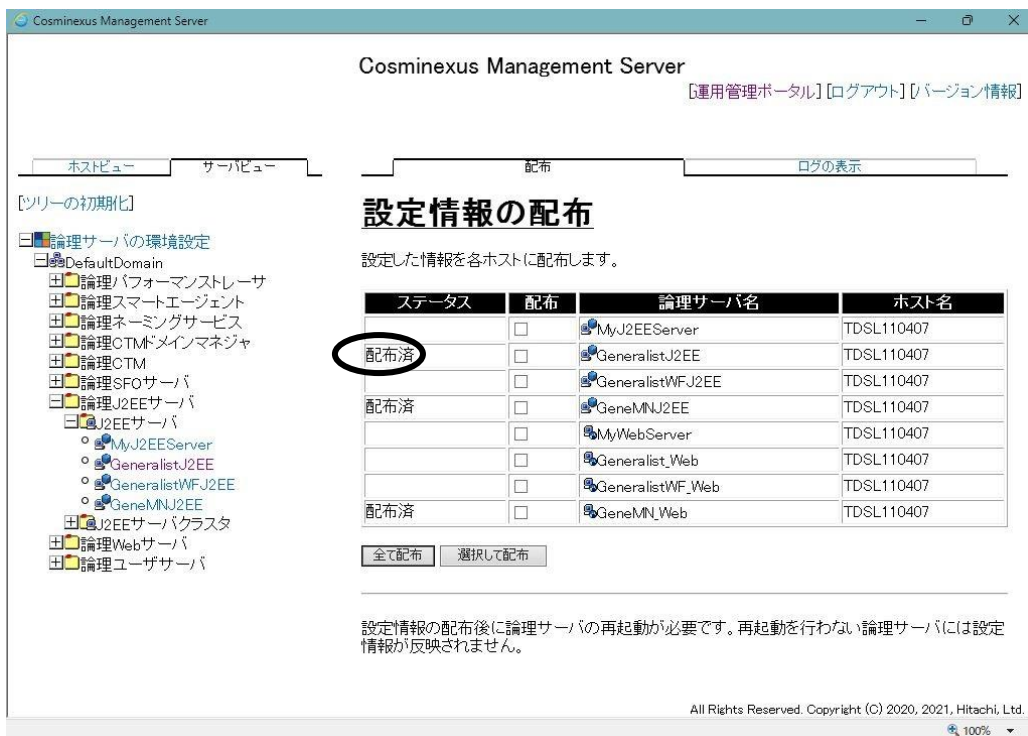 Cosminexus Management Server
Cosminexus Management Server
[運用管理ポータル] [ログアウト] [バージョン情報]
ホストビュー サーバビュー
配布 ログの表示
[ツリーの初期化]
論理サーバの環境設定
DefaultDomain
論理パフォーマンストレーサ
論理スマートエージェント
論理ネーミングサービス
論理CTMドメインマネジャ
論理CTM
論理SFOサーバ
論理J2EEサーバ
J2EEサーバ
MyJ2EEServer
GeneralistJ2EE
GeneralistWFJ2EE
GeneMNJ2EE
J2EEサーバクラスタ
論理Webサーバ
論理ユーザサーバ
設定情報の配布
設定した情報を各ホストに配布します。
ステータス 配布 論理サーバ名 ホスト名
MyJ2EEServer TDSL110407
配布済 GeneralistJ2EE TDSL110407
GeneralistWFJ2EE TDSL110407
配布済 GeneMNJ2EE TDSL110407
MyWebServer TDSL110407
Generalist_Web TDSL110407
GeneralistWF_Web TDSL110407
配布済 GeneMN_Web TDSL110407
全て配布 選択して配布
設定情報の配布後に論理サーバの再起動が必要です。再起動を行わない論理サーバには設定
情報が反映されません。
All Rights Reserved. Copyright (C) 2020, 2021, Hitachi, Ltd.
100%